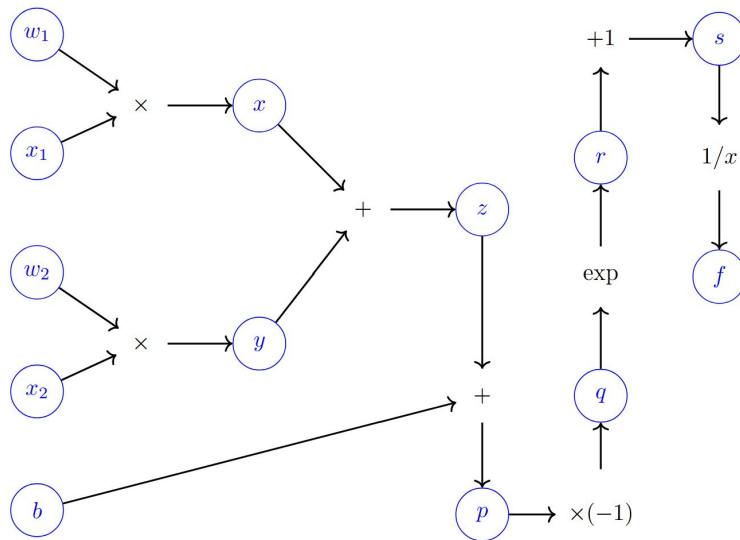 w₁
x₁
×
x
w₂
x₂
×
y
b
+
z
+
p
×(−1)
q
exp
r
+1
s
1/x
f